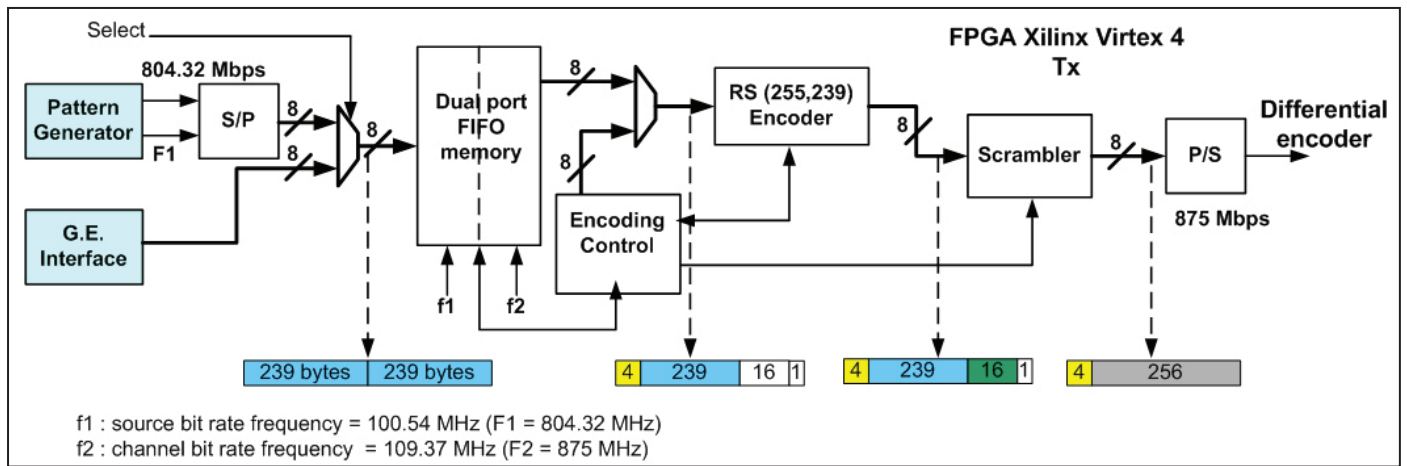 Select
FPGA Xilinx Virtex 4
Tx
804.32 Mbps
Pattern
Generator
F1
S/P
8
8
8
Dual port
FIFO
memory
8
8
RS (255,239)
Encoder
8
Scrambler
8
P/S
Differential
encoder
875 Mbps
G.E.
Interface
Encoding
Control
f1
f2
239 bytes 239 bytes
4 239 16 1
4 239 16 1
4 256
f1 : source bit rate frequency = 100.54 MHz (F1 = 804.32 MHz)
f2 : channel bit rate frequency = 109.37 MHz (F2 = 875 MHz)